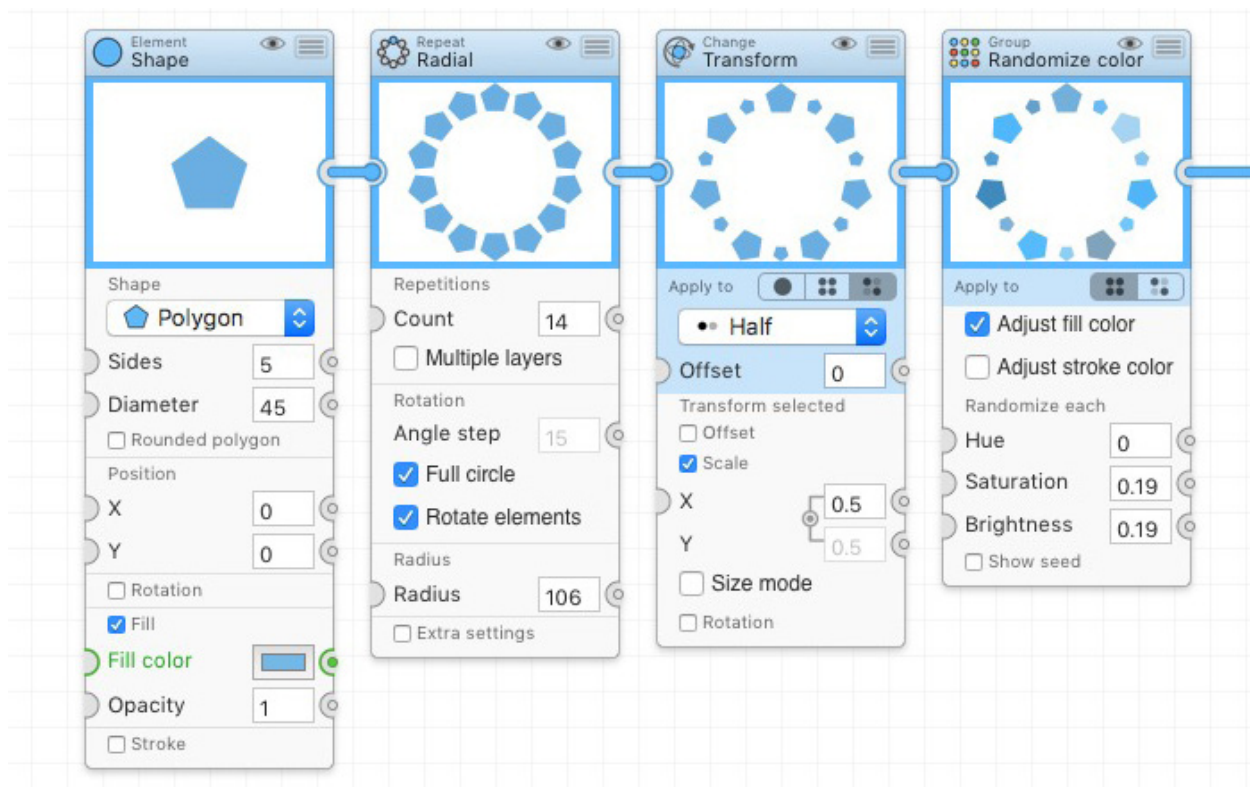 Element
Shape
Shape
Polygon
Sides 5
Diameter 45
Rounded polygon
Position
X 0
Y 0
Rotation
Fill
Fill color
Opacity 1
Stroke
Repeat
Radial
Repetitions
Count 14
Multiple layers
Rotation
Angle step 15
Full circle
Rotate elements
Radius
Radius 106
Extra settings
Change
Transform
Apply to
Half
Offset 0
Transform selected
Offset
Scale
X 0.5
Y 0.5
Size mode
Rotation
Group
Randomize color
Apply to
Adjust fill color
Adjust stroke color
Randomize each
Hue 0
Saturation 0.19
Brightness 0.19
Show seed